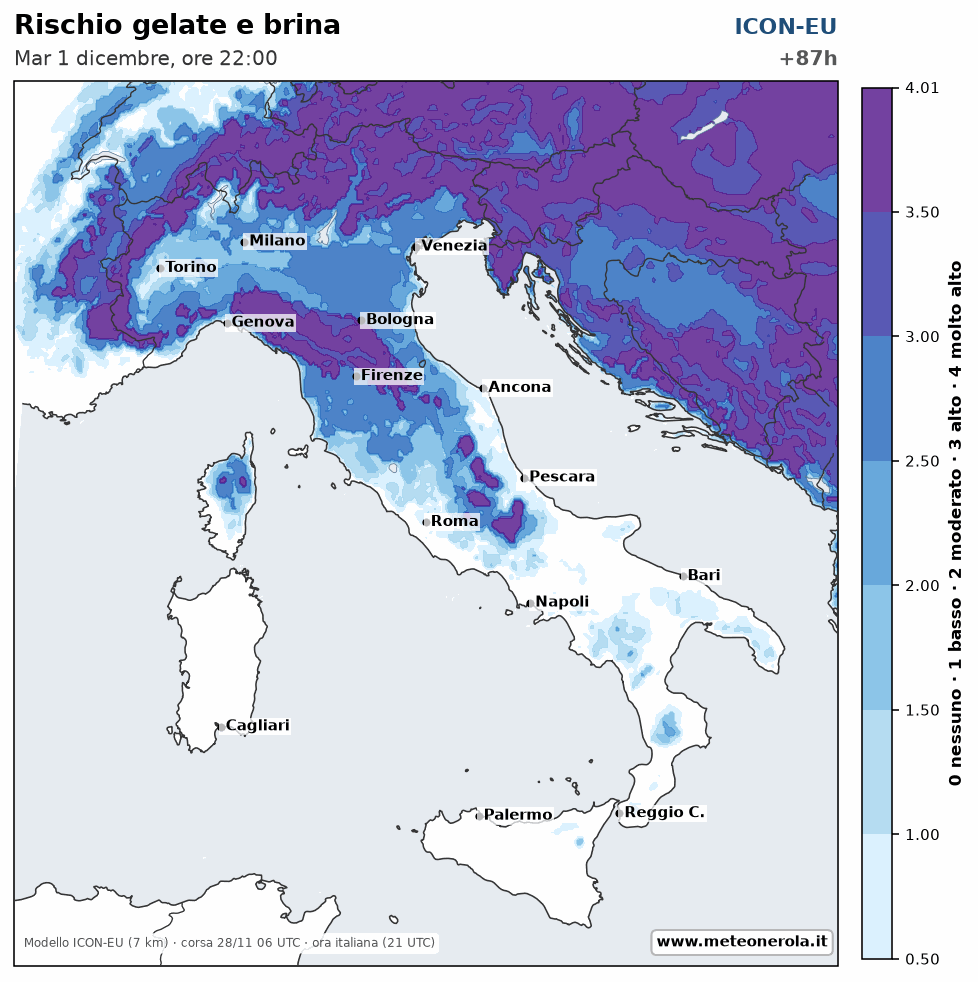 Rischio gelate e brina
ICON-EU
Mar 1 dicembre, ore 22:00
+87h
4.01
3.50
3.00
2.50
2.00
1.50
1.00
0.50
0 nessuno · 1 basso · 2 moderato · 3 alto · 4 molto alto
Milano
Venezia
Torino
Genova
Bologna
Firenze
Ancona
Pescara
Roma
Bari
Napoli
Cagliari
Palermo
Reggio C.
Modello ICON-EU (7 km) · corsa 28/11 06 UTC · ora italiana (21 UTC)
www.meteonerola.it